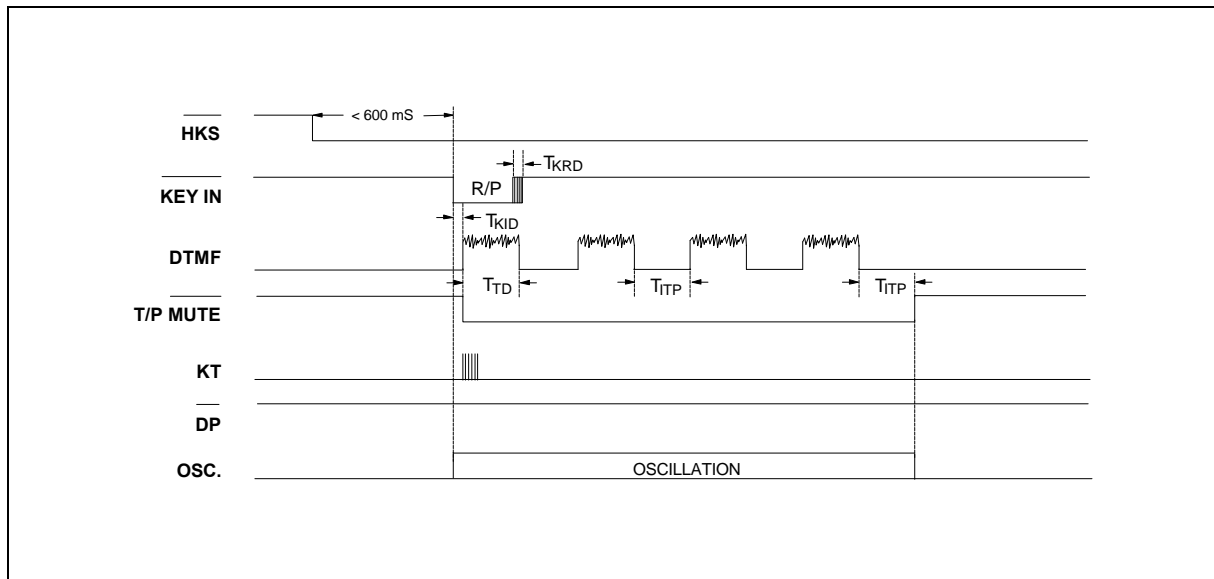 < 600 mS
HKS
TKRD
KEY IN
R/P
TKID
DTMF
TTD
TITP
TITP
T/P MUTE
KT
DP
OSC.
OSCILLATION